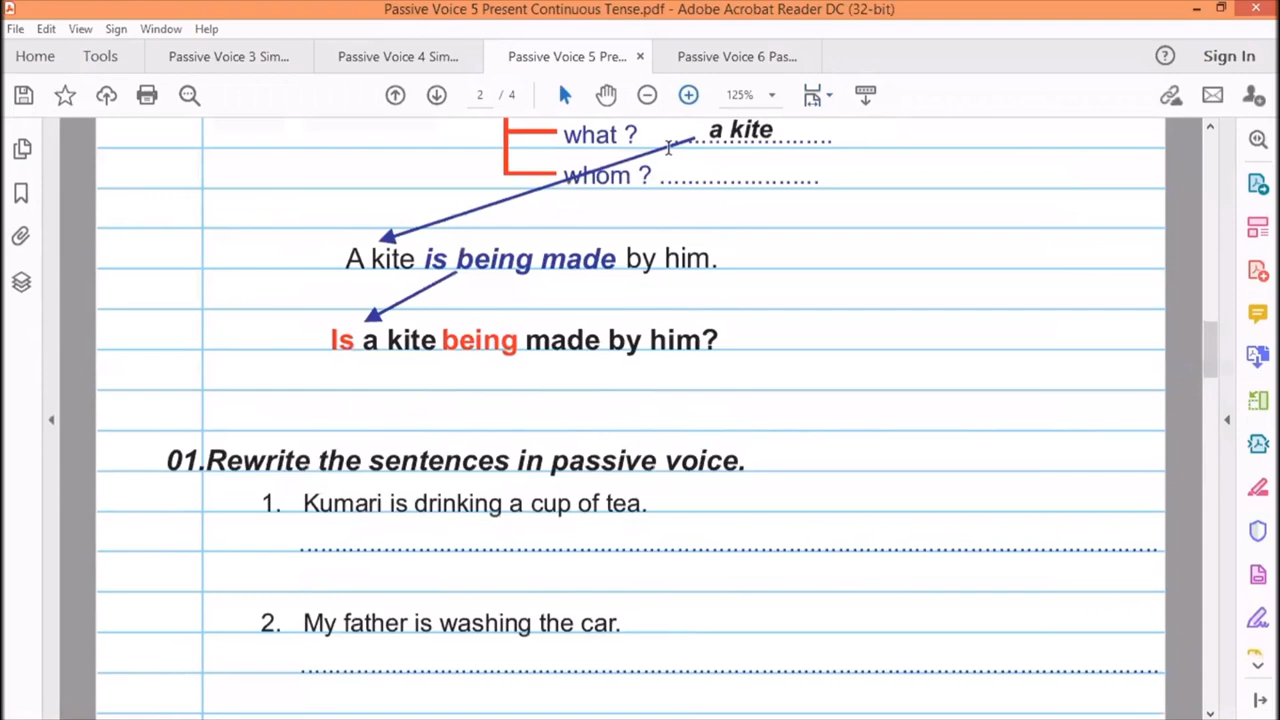 Passive Voice 5 Present Continuous Tense.pdf - Adobe Acrobat Reader DC (32-bit)
File Edit View Sign Window Help
Home Tools Passive Voice 3 Sim... Passive Voice 4 Sim... Passive Voice 5 Pre... × Passive Voice 6 Pas... Sign In
2 / 4 125%
what ? ........................ a kite
whom ? .......................
A kite is being made by him.
Is a kite being made by him?
01.Rewrite the sentences in passive voice.
1. Kumari is drinking a cup of tea.
2. My father is washing the car.